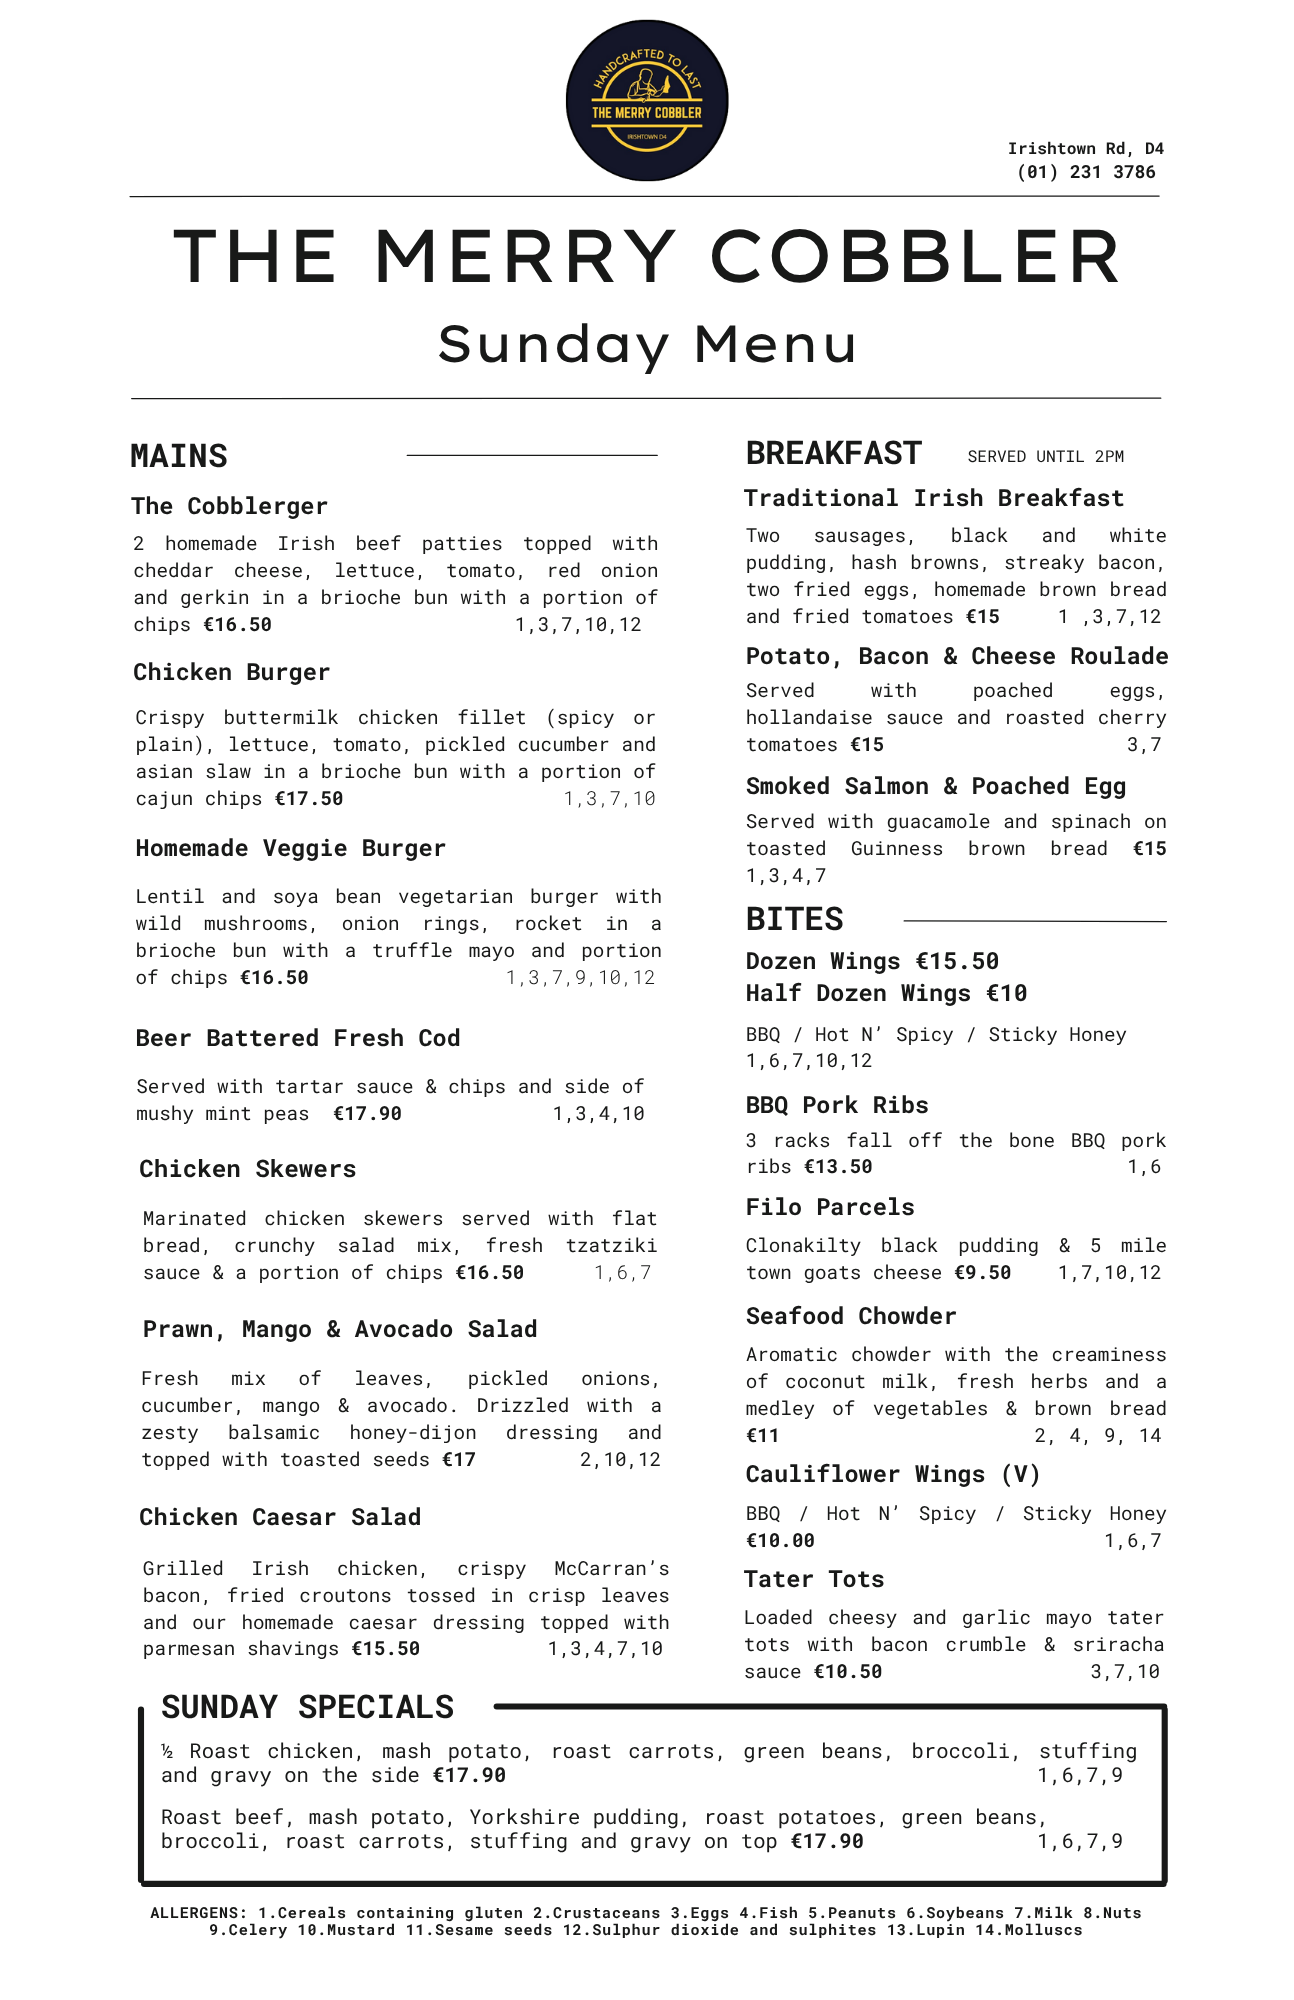 HANDCRAFTED TO LAST
THE MERRY COBBLER
IRISHTOWN D4
Irishtown Rd, D4
(01) 231 3786
THE MERRY COBBLER
Sunday Menu
MAINS
The Cobblerger
2 homemade Irish beef patties topped with
cheddar cheese, lettuce, tomato, red onion
and gerkin in a brioche bun with a portion of
chips €16.50 1,3,7,10,12
Chicken Burger
Crispy buttermilk chicken fillet (spicy or
plain), lettuce, tomato, pickled cucumber and
asian slaw in a brioche bun with a portion of
cajun chips €17.50 1,3,7,10
Homemade Veggie Burger
Lentil and soya bean vegetarian burger with
wild mushrooms, onion rings, rocket in a
brioche bun with a truffle mayo and portion
of chips €16.50 1,3,7,9,10,12
Beer Battered Fresh Cod
Served with tartar sauce & chips and side of
mushy mint peas €17.90 1,3,4,10
Chicken Skewers
Marinated chicken skewers served with flat
bread, crunchy salad mix, fresh tzatziki
sauce & a portion of chips €16.50 1,6,7
Prawn, Mango & Avocado Salad
Fresh mix of leaves, pickled onions,
cucumber, mango & avocado. Drizzled with a
zesty balsamic honey-dijon dressing and
topped with toasted seeds €17 2,10,12
Chicken Caesar Salad
Grilled Irish chicken, crispy McCarran’s
bacon, fried croutons tossed in crisp leaves
and our homemade caesar dressing topped with
parmesan shavings €15.50 1,3,4,7,10
BREAKFAST SERVED UNTIL 2PM
Traditional Irish Breakfast
Two sausages, black and white
pudding, hash browns, streaky bacon,
two fried eggs, homemade brown bread
and fried tomatoes €15 1 ,3,7,12
Potato, Bacon & Cheese Roulade
Served with poached eggs,
hollandaise sauce and roasted cherry
tomatoes €15 3,7
Smoked Salmon & Poached Egg
Served with guacamole and spinach on
toasted Guinness brown bread €15
1,3,4,7
BITES
Dozen Wings €15.50
Half Dozen Wings €10
BBQ / Hot N’ Spicy / Sticky Honey
1,6,7,10,12
BBQ Pork Ribs
3 racks fall off the bone BBQ pork
ribs €13.50 1,6
Filo Parcels
Clonakilty black pudding & 5 mile
town goats cheese €9.50 1,7,10,12
Seafood Chowder
Aromatic chowder with the creaminess
of coconut milk, fresh herbs and a
medley of vegetables & brown bread
€11 2, 4, 9, 14
Cauliflower Wings (V)
BBQ / Hot N’ Spicy / Sticky Honey
€10.00 1,6,7
Tater Tots
Loaded cheesy and garlic mayo tater
tots with bacon crumble & sriracha
sauce €10.50 3,7,10
SUNDAY SPECIALS
½ Roast chicken, mash potato, roast carrots, green beans, broccoli, stuffing
and gravy on the side €17.90 1,6,7,9
Roast beef, mash potato, Yorkshire pudding, roast potatoes, green beans,
broccoli, roast carrots, stuffing and gravy on top €17.90 1,6,7,9
ALLERGENS: 1.Cereals containing gluten 2.Crustaceans 3.Eggs 4.Fish 5.Peanuts 6.Soybeans 7.Milk 8.Nuts
9.Celery 10.Mustard 11.Sesame seeds 12.Sulphur dioxide and sulphites 13.Lupin 14.Molluscs